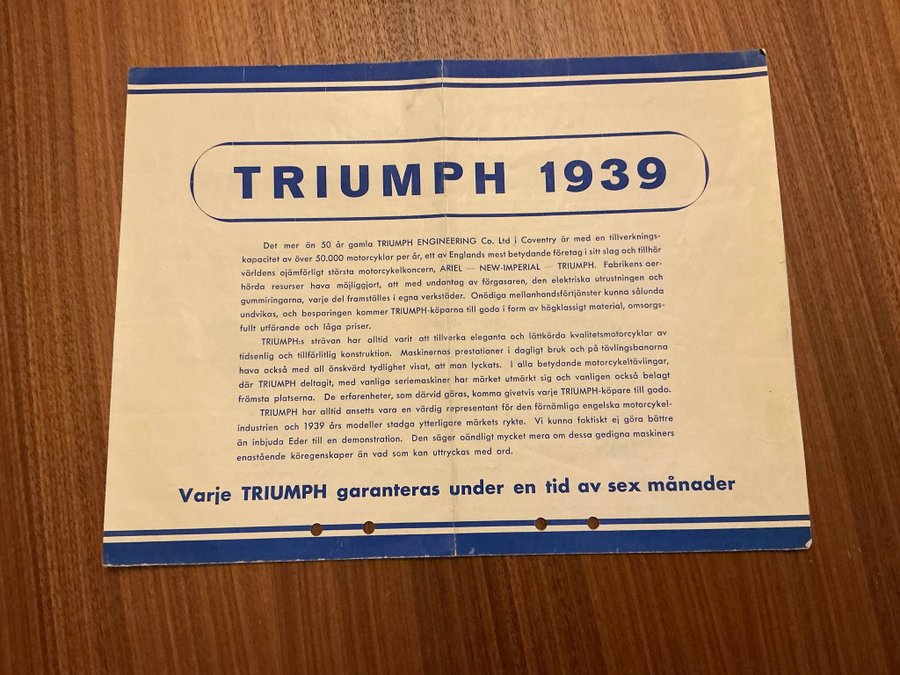 TRIUMPH 1939
Det mer än 50 år gamla TRIUMPH ENGINEERING Co. Ltd i Coventry är med en tillverknings-
kapacitet av över 50.000 motorcyklar per år, ett av Englands mest betydande företag i sitt slag och tillhör
världens ojämförligt största motorcykelkoncern, ARIEL — NEW-IMPERIAL — TRIUMPH. Fabrikens oer-
hörda resurser hava möjliggjort, att med undantag av förgasaren, den elektriska utrustningen och
gummiringarna, varje del framställes i egna verkstäder. Onödiga mellanhandsförtjänster kunna sålunda
undvikas, och besparingen kommer TRIUMPH-köparna till godo i form av högklassigt material, omsorgs-
fullt utförande och låga priser.
TRIUMPH:s strävan har alltid varit att tillverka eleganta och lättkörda kvalitetsmotorcyklar av
tidsenlig och tillförlitlig konstruktion. Maskinernas prestationer i dagligt bruk och på tävlingsbanorna
hava också med all önskvärd tydlighet visat, att man lyckats. I alla betydande motorcykeltävlingar,
där TRIUMPH deltagit, med vanliga seriemaskiner har märket utmärkt sig och vanligen också belagt
främsta platserna. De erfarenheter, som därvid göras, komma givetvis varje TRIUMPH-köpare till godo.
TRIUMPH har alltid ansetts vara en värdig representant för den förnämliga engelska motorcykel-
industrien och 1939 års modeller stadga ytterligare märkets rykte. Vi kunna faktiskt ej göra bättre
än inbjuda Eder till en demonstration. Den säger oändligt mycket mera om dessa gedigna maskiners
enastående köregenskaper än vad som kan uttryckas med ord.
Varje TRIUMPH garanteras under en tid av sex månader